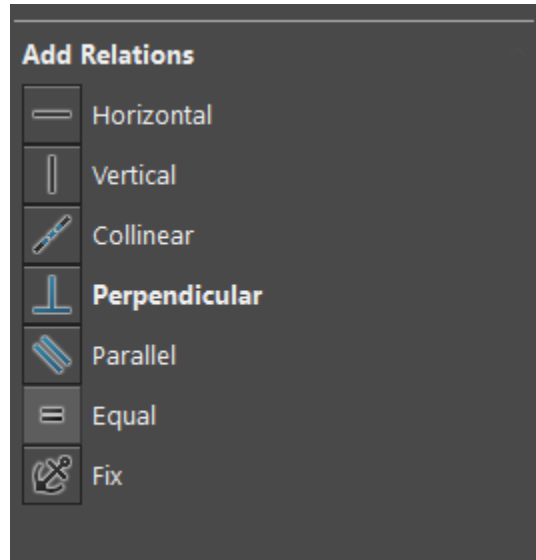 Add Relations
Horizontal
Vertical
Collinear
Perpendicular
Parallel
Equal
Fix